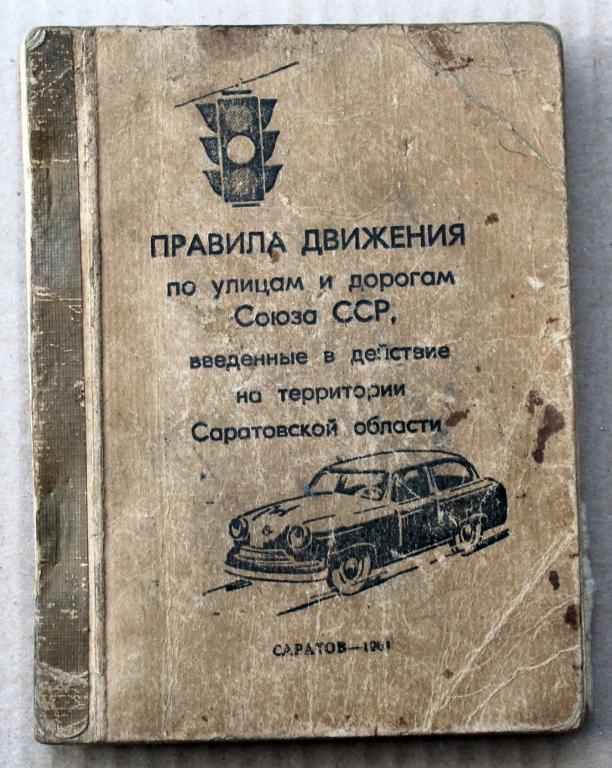 ПРАВИЛА ДВИЖЕНИЯ
по улицам и дорогам
Союза ССР,
введенные в действие
на территории
Саратовской области
САРАТОВ—1961